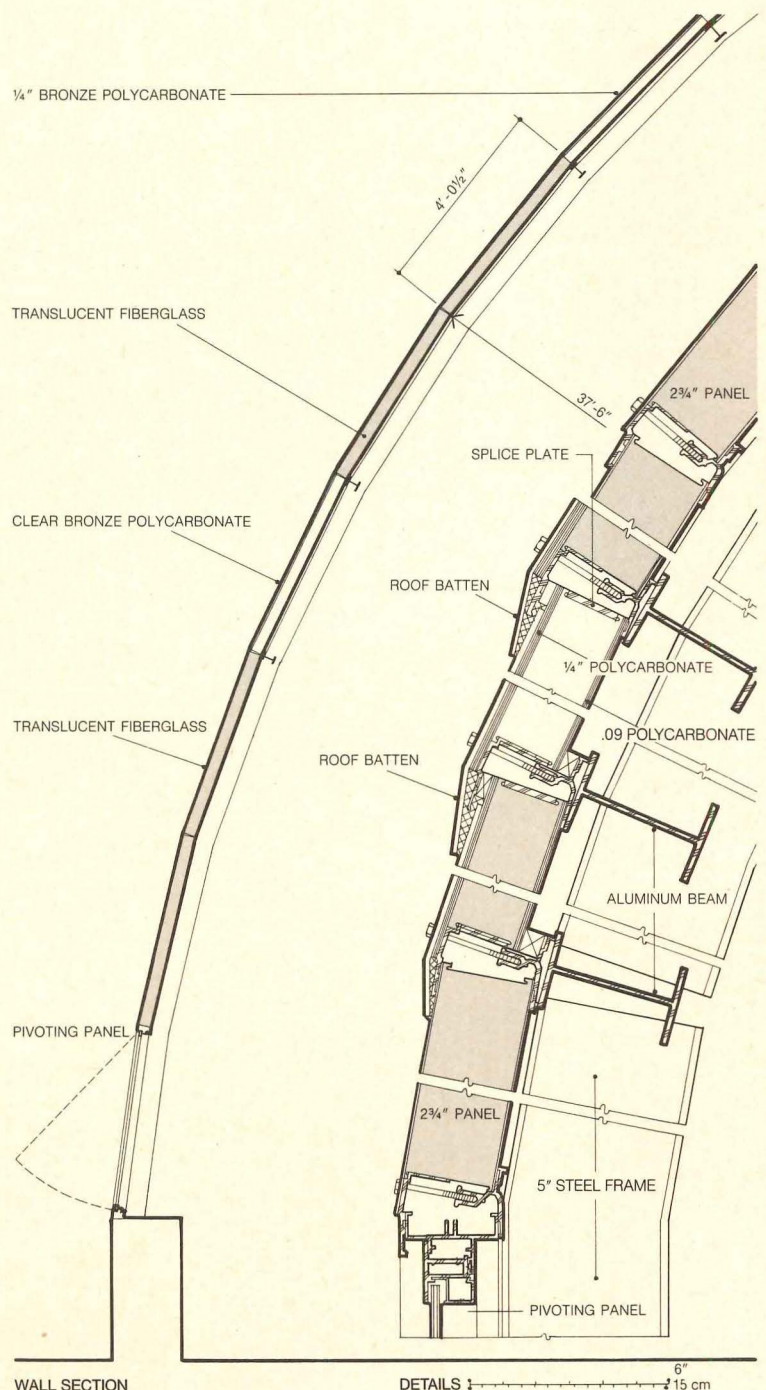 ¼" BRONZE POLYCARBONATE
4'-0½"
TRANSLUCENT FIBERGLASS
37'-6"
CLEAR BRONZE POLYCARBONATE
TRANSLUCENT FIBERGLASS
PIVOTING PANEL
WALL SECTION
2¾" PANEL
SPLICE PLATE
ROOF BATTEN
¼" POLYCARBONATE
.09 POLYCARBONATE
ROOF BATTEN
ALUMINUM BEAM
2¾" PANEL
5" STEEL FRAME
PIVOTING PANEL
DETAILS
6"
15 cm